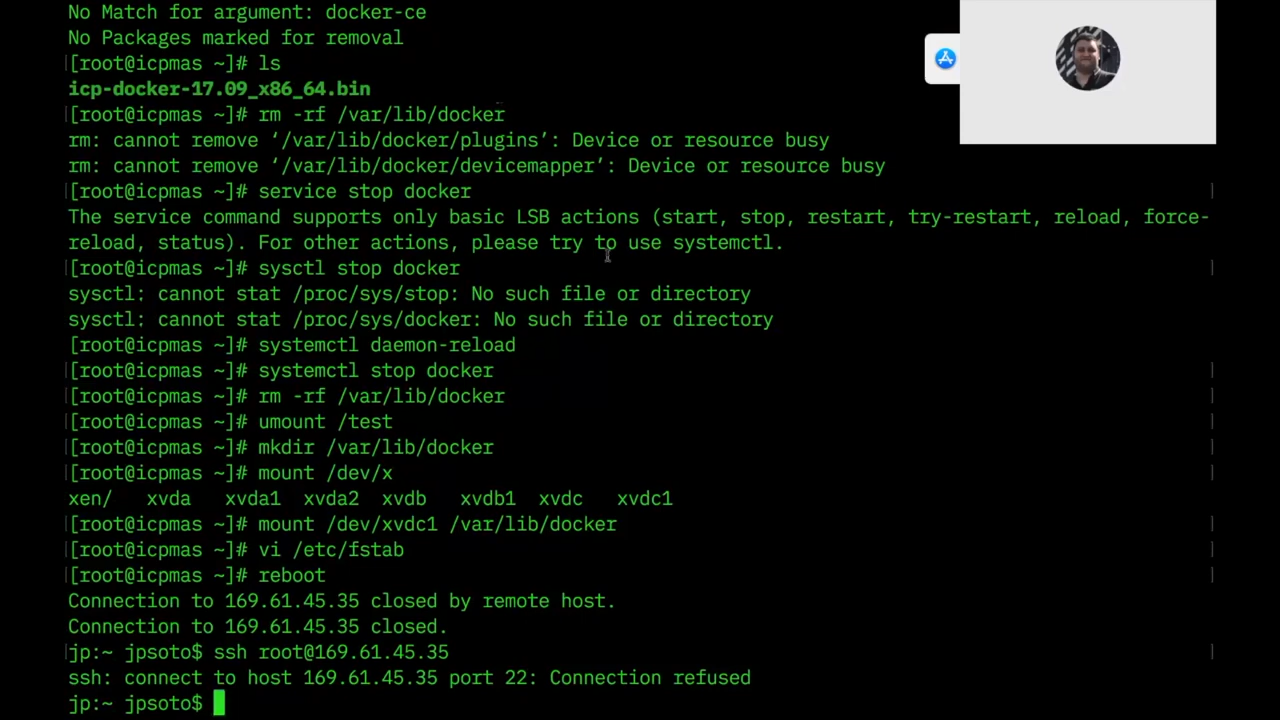 No Match for argument: docker-ce
No Packages marked for removal
[root@icpmas ~]# ls
icp-docker-17.09_x86_64.bin
[root@icpmas ~]# rm -rf /var/lib/docker
rm: cannot remove ‘/var/lib/docker/plugins’: Device or resource busy
rm: cannot remove ‘/var/lib/docker/devicemapper’: Device or resource busy
[root@icpmas ~]# service stop docker
The service command supports only basic LSB actions (start, stop, restart, try-restart, reload, force-
reload, status). For other actions, please try to use systemctl.
[root@icpmas ~]# sysctl stop docker
sysctl: cannot stat /proc/sys/stop: No such file or directory
sysctl: cannot stat /proc/sys/docker: No such file or directory
[root@icpmas ~]# systemctl daemon-reload
[root@icpmas ~]# systemctl stop docker
[root@icpmas ~]# rm -rf /var/lib/docker
[root@icpmas ~]# umount /test
[root@icpmas ~]# mkdir /var/lib/docker
[root@icpmas ~]# mount /dev/x
xen/ xvda xvda1 xvda2 xvdb xvdb1 xvdc xvdc1
[root@icpmas ~]# mount /dev/xvdc1 /var/lib/docker
[root@icpmas ~]# vi /etc/fstab
[root@icpmas ~]# reboot
Connection to 169.61.45.35 closed by remote host.
Connection to 169.61.45.35 closed.
jp:~ jpsoto$ ssh root@169.61.45.35
ssh: connect to host 169.61.45.35 port 22: Connection refused
jp:~ jpsoto$